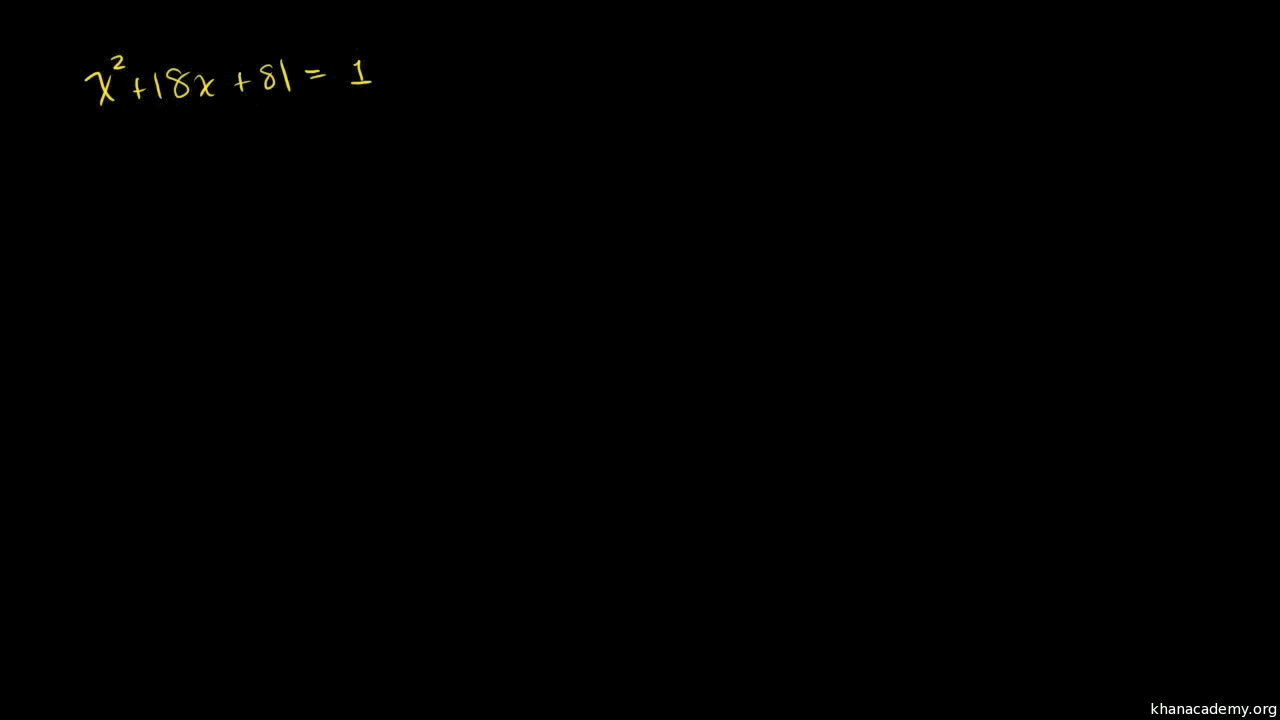 x² + 18x + 81 = 1
khanacademy.org